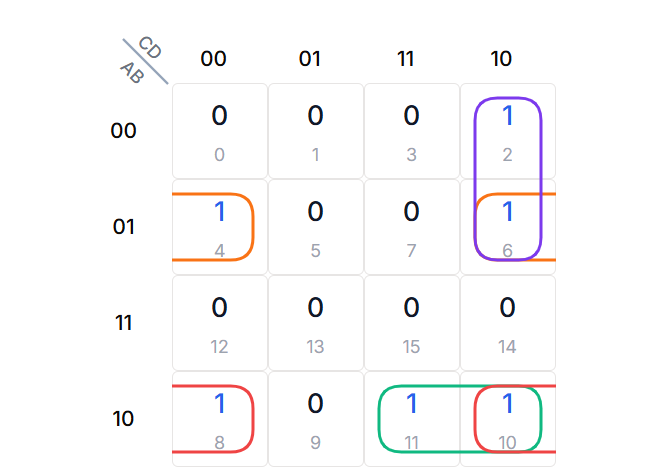 CD
AB
00 01 11 10
00
0 0 0 1
0 1 3 2
01
1 0 0 1
4 5 7 6
11
0 0 0 0
12 13 15 14
10
1 0 1 1
8 9 11 10